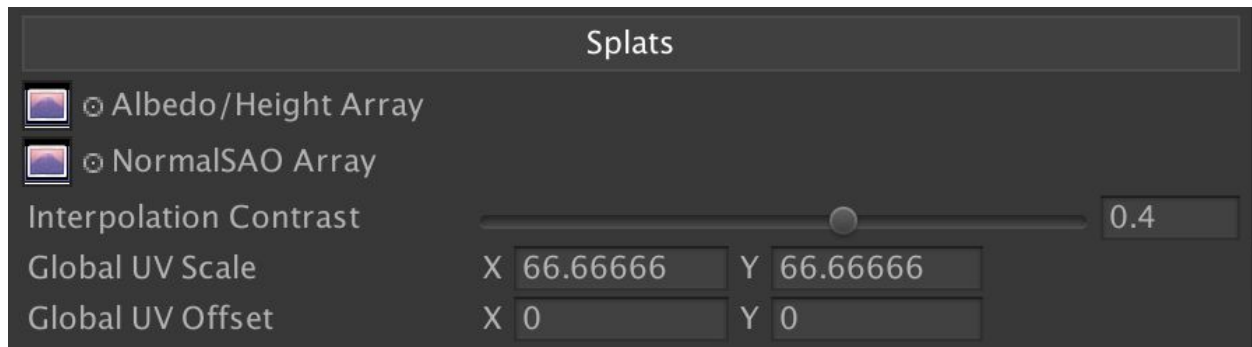 Splats
Albedo/Height Array
NormalSAO Array
Interpolation Contrast 0.4
Global UV Scale X 66.66666 Y 66.66666
Global UV Offset X 0 Y 0